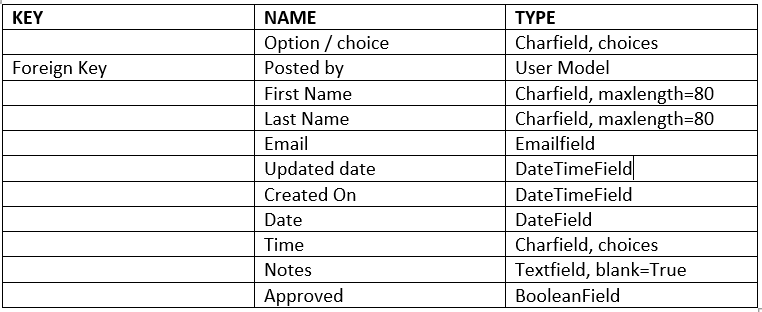 KEY NAME TYPE
Option / choice Charfield, choices
Foreign Key Posted by User Model
First Name Charfield, maxlength=80
Last Name Charfield, maxlength=80
Email Emailfield
Updated date DateTimeField
Created On DateTimeField
Date DateField
Time Charfield, choices
Notes Textfield, blank=True
Approved BooleanField